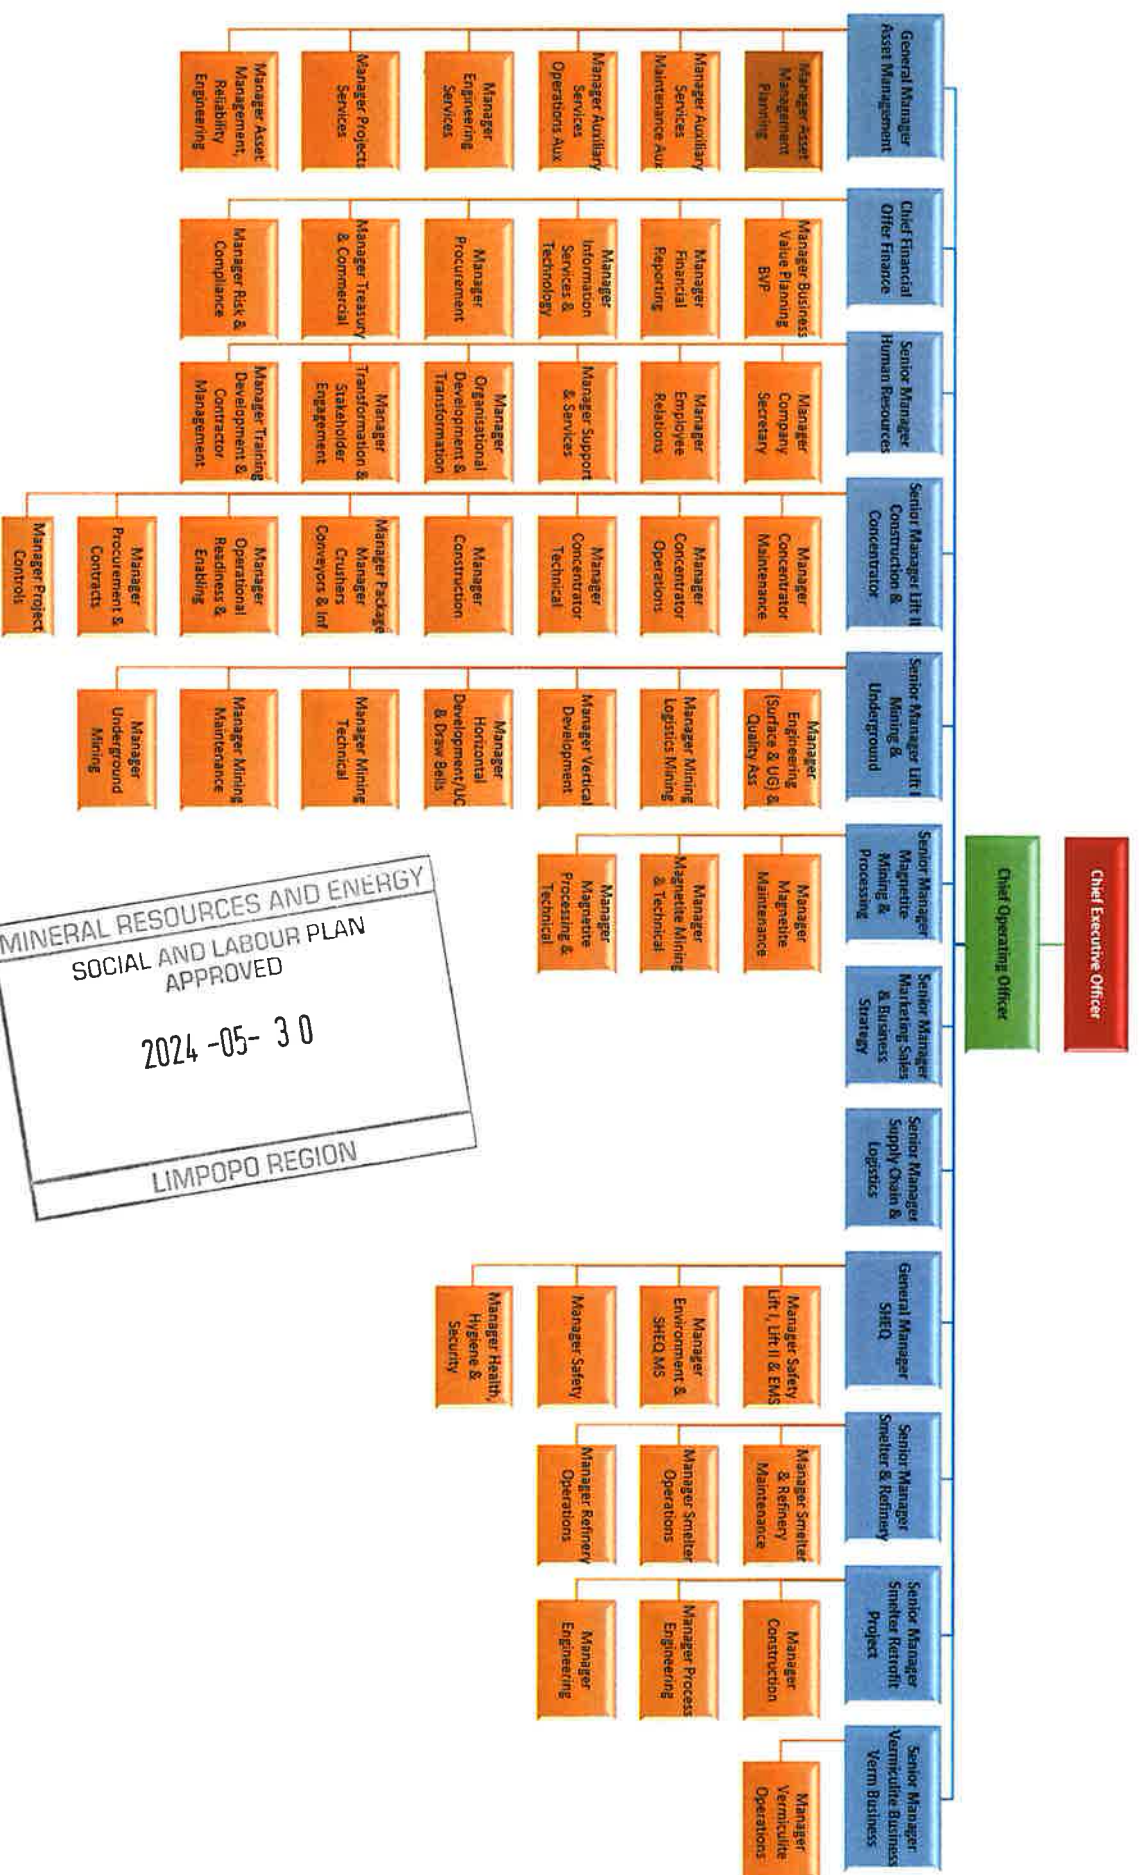 Chief Executive Officer
Chief Operating Officer
General Manager
Asset Management
Manager Asset
Management
Planning
Manager Auxiliary
Services
Maintenance Aux
Manager Auxiliary
Services
Operations Aux
Manager
Engineering
Services
Manager Projects
Services
Manager Asset
Management,
Reliability
Engineering
Chief Financial
Offer Finance
Manager Business
Value Planning
BVP
Manager
Financial
Reporting
Manager
Information
Services &
Technology
Manager
Procurement
Manager Treasury
& Commercial
Manager Risk &
Compliance
Senior Manager
Human Resources
Manager
Company
Secretary
Manager
Employee
Relations
Manager Support
& Services
Manager
Organisational
Development &
Transformation
Manager
Transformation &
Stakeholder
Engagement
Manager Training
Development &
Contractor
Management
Senior Manager Lift II
Construction &
Concentrator
Manager
Concentrator
Maintenance
Manager
Concentrator
Operations
Manager
Concentrator
Technical
Manager
Construction
Manager Package
Manager
Crushers
Conveyors & Inf
Manager
Operational
Readiness &
Enabling
Manager
Procurement &
Contracts
Manager Project
Controls
Senior Manager Lift I
Mining &
Underground
Manager
Engineering
(Surface & UG) &
Quality Ass
Manager Mining
Logistics Mining
Manager Vertical
Development
Manager
Horizontal
Development/UC
& Draw Bells
Manager Mining
Technical
Manager Mining
Maintenance
Manager
Underground
Mining
Senior Manager
Magnetite
Mining &
Processing
Manager
Magnetite
Maintenance
Manager
Magnetite Mining
& Technical
Manager
Magnetite
Processing &
Technical
Senior Manager
Marketing Sales
& Business
Strategy
Senior Manager
Supply Chain &
Logistics
General Manager
SHEQ
Manager Safety
Lift I, Lift II & EMS
Manager
Environment &
SHEQ MS
Manager Safety
Manager Health,
Hygiene &
Security
Senior Manager
Smelter & Refinery
Manager Smelter
& Refinery
Maintenance
Manager Smelter
Operations
Manager Refinery
Operations
Senior Manager
Smelter Retrofit
Project
Manager
Construction
Manager Process
Engineering
Manager
Engineering
Senior Manager
Vermiculite Business
Verm Business
Manager
Vermiculite
Operations
MINERAL RESOURCES AND ENERGY
SOCIAL AND LABOUR PLAN
APPROVED
2024 -05- 30
LIMPOPO REGION